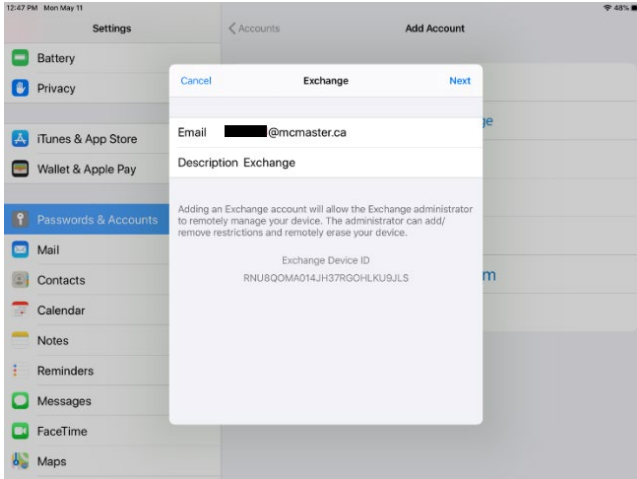 12:47 PM Mon May 11
48%
Settings
Accounts
Add Account
Battery
Privacy
iTunes & App Store
Wallet & Apple Pay
Passwords & Accounts
Mail
Contacts
Calendar
Notes
Reminders
Messages
FaceTime
Maps
Cancel
Exchange
Next
Email @mcmaster.ca
Description Exchange
Adding an Exchange account will allow the Exchange administrator
to remotely manage your device. The administrator can add/
remove restrictions and remotely erase your device.
Exchange Device ID
RNU8QOMA014JH37RGOHLKU9JLS
ge
m